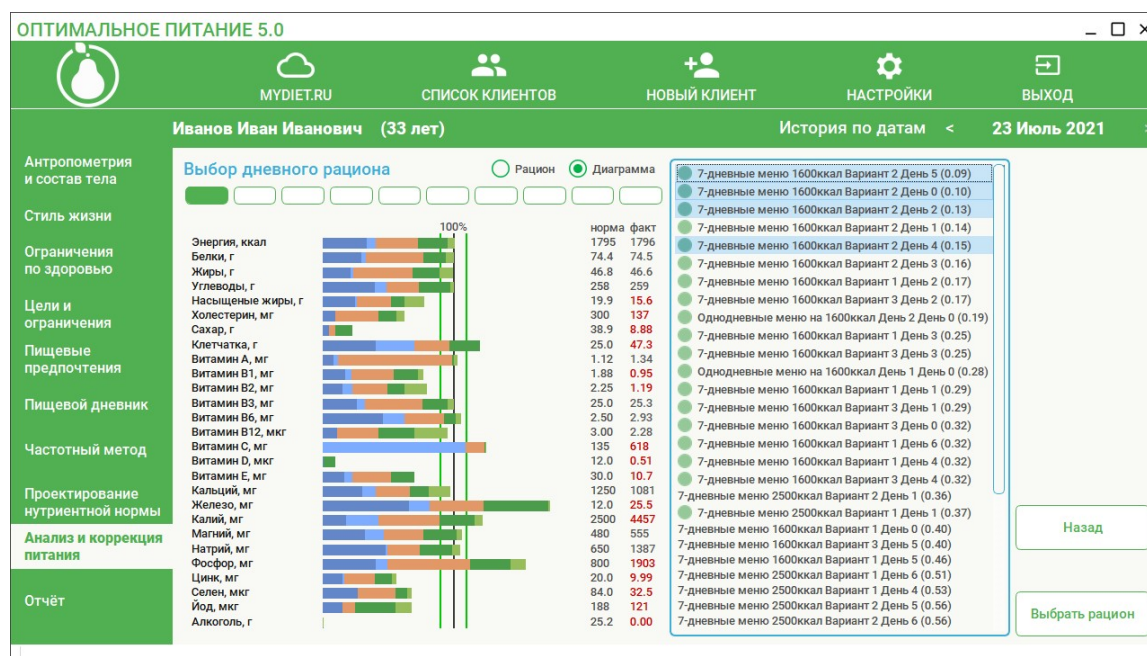 ОПТИМАЛЬНОЕ ПИТАНИЕ 5.0
MYDIET.RU
СПИСОК КЛИЕНТОВ
НОВЫЙ КЛИЕНТ
НАСТРОЙКИ
ВЫХОД
Иванов Иван Иванович (33 лет)
История по датам < 23 Июль 2021
Антропометрия
и состав тела
Стиль жизни
Ограничения
по здоровью
Цели и
ограничения
Пищевые
предпочтения
Пищевой дневник
Частотный метод
Проектирование
нутриентной нормы
Анализ и коррекция
питания
Отчёт
Выбор дневного рациона
Рацион
Диаграмма
100%
норма факт
Энергия, ккал 1795 1796
Белки, г 74.4 74.5
Жиры, г 46.8 46.6
Углеводы, г 258 259
Насыщеные жиры, г 19.9 15.6
Холестерин, мг 300 137
Сахар, г 38.9 8.88
Клетчатка, г 25.0 47.3
Витамин А, мг 1.12 1.34
Витамин В1, мг 1.88 0.95
Витамин В2, мг 2.25 1.19
Витамин В3, мг 25.0 25.3
Витамин В6, мг 2.50 2.93
Витамин В12, мкг 3.00 2.28
Витамин С, мг 135 618
Витамин D, мкг 12.0 0.51
Витамин Е, мг 30.0 10.7
Кальций, мг 1250 1081
Железо, мг 12.0 25.5
Калий, мг 2500 4457
Магний, мг 480 555
Натрий, мг 650 1387
Фосфор, мг 800 1903
Цинк, мг 20.0 9.99
Селен, мкг 84.0 32.5
Йод, мкг 188 121
Алкоголь, г 25.2 0.00
7-дневные меню 1600ккал Вариант 2 День 5 (0.09)
7-дневные меню 1600ккал Вариант 2 День 0 (0.10)
7-дневные меню 1600ккал Вариант 2 День 2 (0.13)
7-дневные меню 1600ккал Вариант 2 День 1 (0.14)
7-дневные меню 1600ккал Вариант 2 День 4 (0.15)
7-дневные меню 1600ккал Вариант 2 День 3 (0.16)
7-дневные меню 1600ккал Вариант 1 День 2 (0.17)
7-дневные меню 1600ккал Вариант 3 День 2 (0.17)
Однодневные меню на 1600ккал День 2 День 0 (0.19)
7-дневные меню 1600ккал Вариант 1 День 3 (0.25)
7-дневные меню 1600ккал Вариант 3 День 3 (0.25)
Однодневные меню на 1600ккал День 1 День 0 (0.28)
7-дневные меню 1600ккал Вариант 1 День 1 (0.29)
7-дневные меню 1600ккал Вариант 3 День 1 (0.29)
7-дневные меню 1600ккал Вариант 3 День 0 (0.32)
7-дневные меню 1600ккал Вариант 1 День 6 (0.32)
7-дневные меню 1600ккал Вариант 1 День 4 (0.32)
7-дневные меню 1600ккал Вариант 3 День 4 (0.32)
7-дневные меню 2500ккал Вариант 2 День 1 (0.36)
7-дневные меню 2500ккал Вариант 1 День 1 (0.37)
7-дневные меню 1600ккал Вариант 1 День 0 (0.40)
7-дневные меню 1600ккал Вариант 3 День 5 (0.40)
7-дневные меню 1600ккал Вариант 1 День 5 (0.46)
7-дневные меню 2500ккал Вариант 1 День 6 (0.51)
7-дневные меню 2500ккал Вариант 1 День 4 (0.53)
7-дневные меню 2500ккал Вариант 2 День 5 (0.56)
7-дневные меню 2500ккал Вариант 2 День 6 (0.56)
Назад
Выбрать рацион